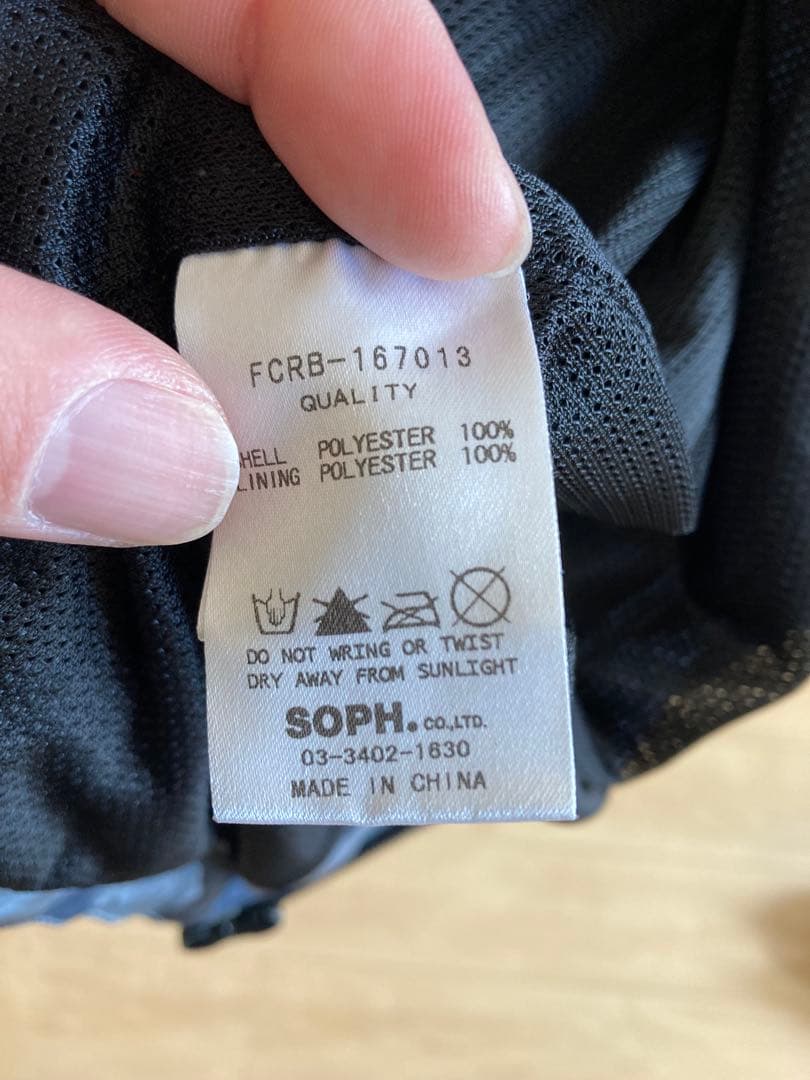 FCRB-167013
QUALITY
SHELL POLYESTER 100%
LINING POLYESTER 100%
DO NOT WRING OR TWIST
DRY AWAY FROM SUNLIGHT
SOPH. CO.,LTD.
03-3402-1630
MADE IN CHINA